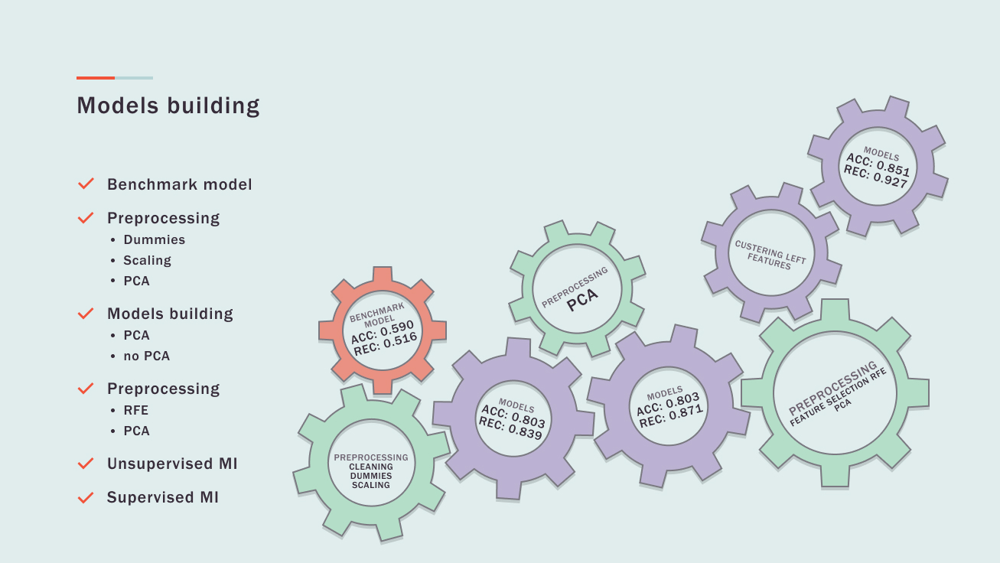 Models building
Benchmark model
Preprocessing
• Dummies
• Scaling
• PCA
Models building
• PCA
• no PCA
Preprocessing
• RFE
• PCA
Unsupervised MI
Supervised MI
BENCHMARK
MODEL
ACC: 0.590
REC: 0.516
PREPROCESSING
CLEANING
DUMMIES
SCALING
MODELS
ACC: 0.803
REC: 0.839
PREPROCESSING
PCA
MODELS
ACC: 0.803
REC: 0.871
PREPROCESSING
FEATURE SELECTION RFE
PCA
CUSTERING LEFT
FEATURES
MODELS
ACC: 0.851
REC: 0.927